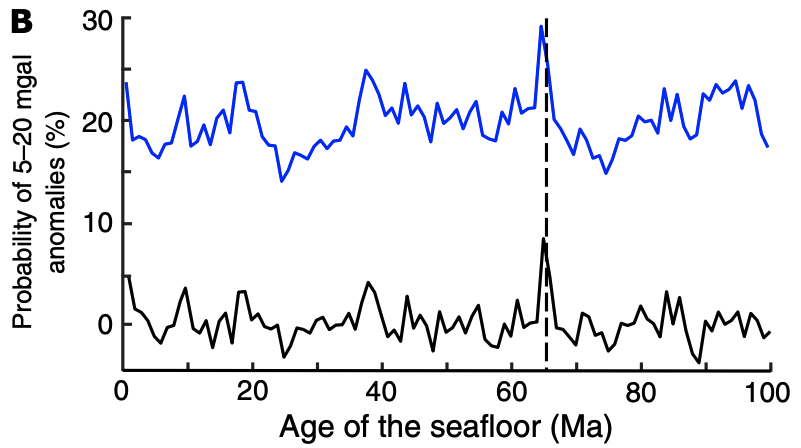 B
Probability of 5–20 mgal
anomalies (%)
30
20
10
0
0 20 40 60 80 100
Age of the seafloor (Ma)